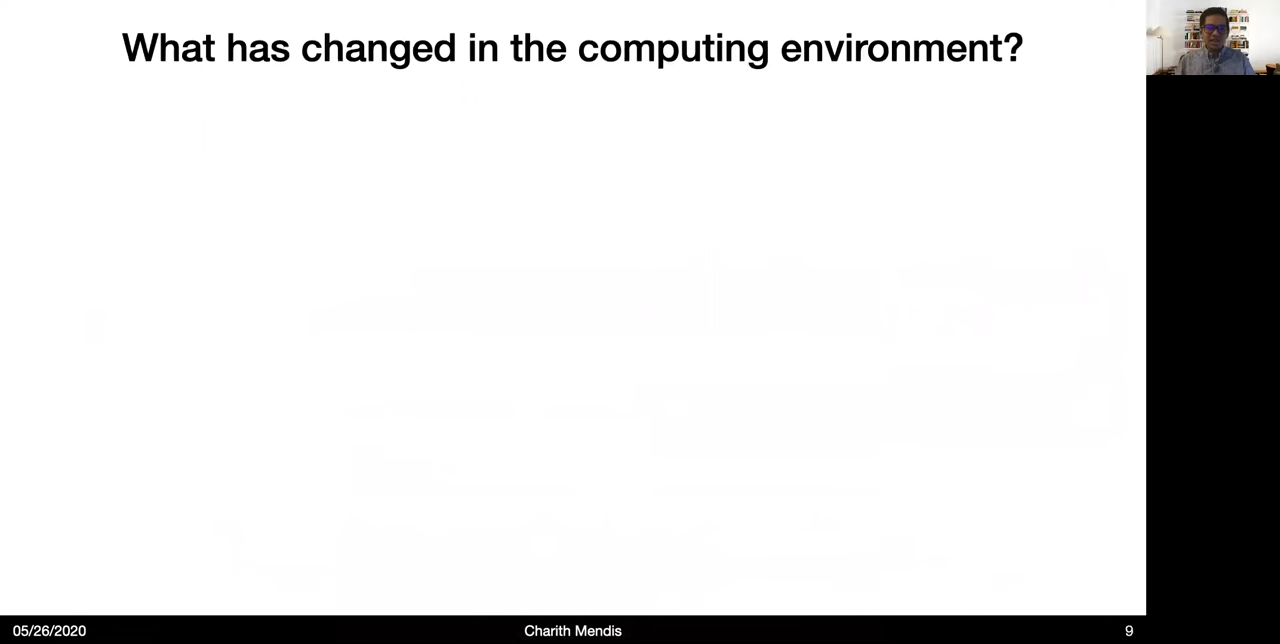 What has changed in the computing environment?
05/26/2020
Charith Mendis
9